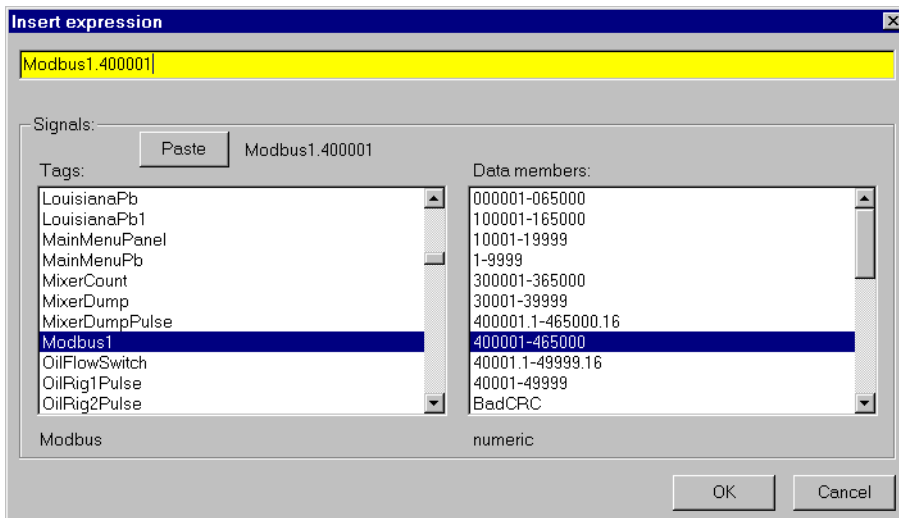 Insert expression
Modbus1.400001
Signals:
Paste Modbus1.400001
Tags:
LouisianaPb
LouisianaPb1
MainMenuPanel
MainMenuPb
MixerCount
MixerDump
MixerDumpPulse
Modbus1
OilFlowSwitch
OilRig1Pulse
OilRig2Pulse
Modbus
Data members:
000001-065000
100001-165000
10001-19999
1-9999
300001-365000
30001-39999
400001.1-465000.16
400001-465000
40001.1-49999.16
40001-49999
BadCRC
numeric
OK
Cancel